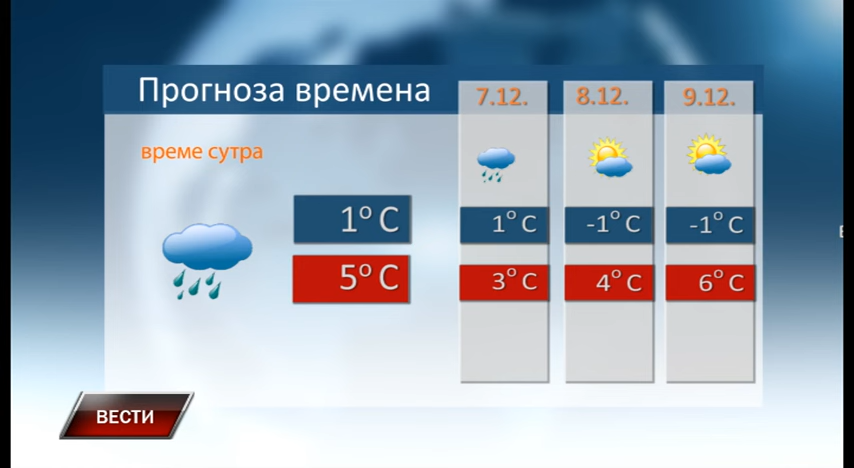 Прогноза времена
време сутра
1° C
5° C
7.12.
1° C
3° C
8.12.
-1° C
4° C
9.12.
-1° C
6° C
ВЕСТИ